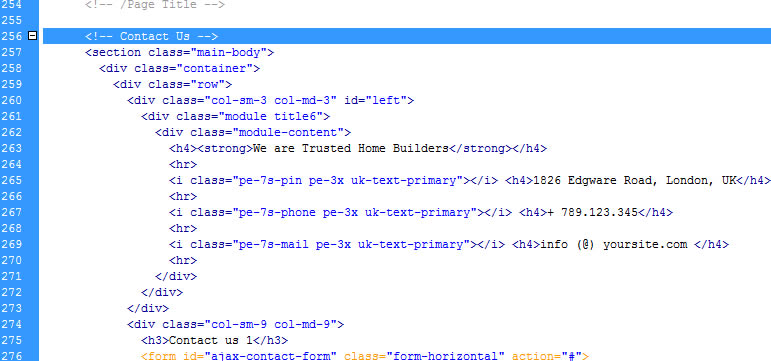 254 <!-- /Page Title -->
255
256 <!-- Contact Us -->
257 <section class="main-body">
258 <div class="container">
259 <div class="row">
260 <div class="col-sm-3 col-md-3" id="left">
261 <div class="module title6">
262 <div class="module-content">
263 <h4><strong>We are Trusted Home Builders</strong></h4>
264 <hr>
265 <i class="pe-7s-pin pe-3x uk-text-primary"></i> <h4>1826 Edgware Road, London, UK</h4>
266 <hr>
267 <i class="pe-7s-phone pe-3x uk-text-primary"></i> <h4>+ 789.123.345</h4>
268 <hr>
269 <i class="pe-7s-mail pe-3x uk-text-primary"></i> <h4>info (@) yoursite.com </h4>
270 <hr>
271 </div>
272 </div>
273 </div>
274 <div class="col-sm-9 col-md-9">
275 <h3>Contact us 1</h3>
276 <form id="ajax-contact-form" class="form-horizontal" action="#">